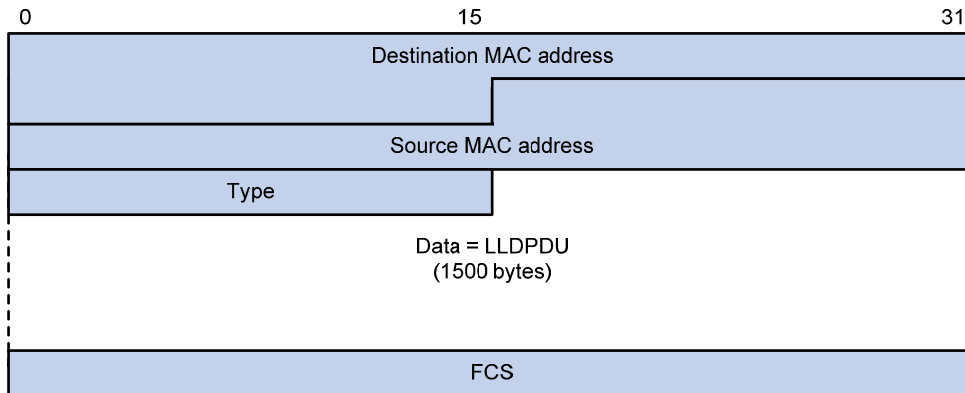 0 15 31
Destination MAC address
Source MAC address
Type
Data = LLDPDU
(1500 bytes)
FCS